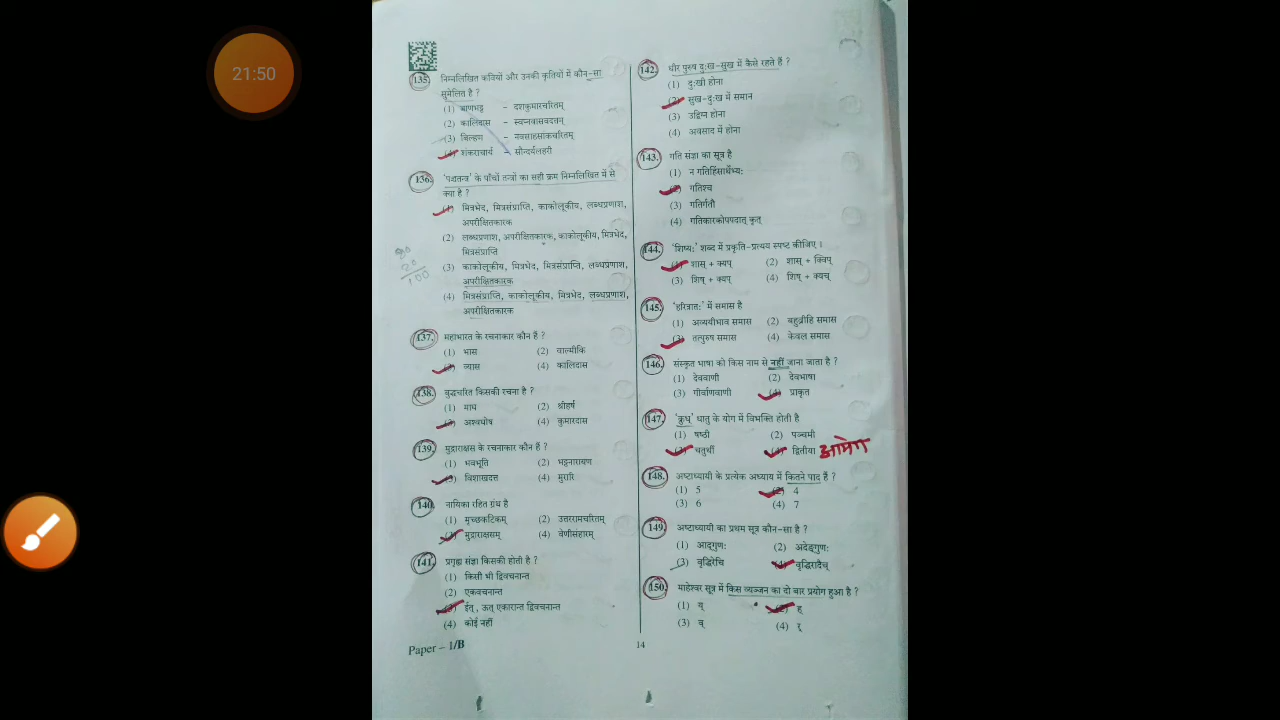 21:50
135. निम्नलिखित कवियों और उनकी कृतियों में कौन-सा
सुमेलित है ?
(1) बाणभट्ट – दशकुमारचरितम्
(2) कालिदास – स्वप्नवासवदत्तम्
(3) बिल्हण – नवसाहसांकचरितम्
(4) शंकराचार्य – सौन्दर्यलहरी
136. 'पञ्चतन्त्र' के पाँचों तन्त्रों का सही क्रम निम्नलिखित में से
क्या है ?
(1) मित्रभेद, मित्रसंप्राप्ति, काकोलूकीय, लब्धप्रणाश,
अपरीक्षितकारक
(2) लब्धप्रणाश, अपरीक्षितकारक, काकोलूकीय, मित्रभेद,
मित्रसंप्राप्ति
(3) काकोलूकीय, मित्रभेद, मित्रसंप्राप्ति, लब्धप्रणाश,
अपरीक्षितकारक
(4) मित्रसंप्राप्ति, काकोलूकीय, मित्रभेद, लब्धप्रणाश,
अपरीक्षितकारक
20
100
137. महाभारत के रचनाकार कौन हैं ?
(1) भास (2) वाल्मीकि
(3) व्यास (4) कालिदास
138. बुद्धचरित किसकी रचना है ?
(1) माघ (2) श्रीहर्ष
(3) अश्वघोष (4) कुमारदास
139. मुद्राराक्षस के रचनाकार कौन हैं ?
(1) भवभूति (2) भट्टनारायण
(3) विशाखदत्त (4) मुरारि
140. नायिका रहित ग्रंथ है
(1) मृच्छकटिकम् (2) उत्तररामचरितम्
(3) मुद्राराक्षसम् (4) वेणीसंहारम्
141. प्रगृह्य संज्ञा किसकी होती है ?
(1) किसी भी द्विवचनान्त
(2) एकवचनान्त
(3) ईत्, ऊत् एकारान्त द्विवचनान्त
(4) कोई नहीं
Paper – 1/B
142. धीर पुरुष दुःख-सुख में कैसे रहते हैं ?
(1) दुःखी होना
(2) सुख-दुःख में समान
(3) उद्विग्न होना
(4) अवसाद में होना
143. गति संज्ञा का सूत्र है
(1) न गतिहिंसार्थेभ्यः
(2) गतिश्च
(3) गतिर्गतौ
(4) गतिकारकोपपदात् कृत्
144. 'शिष्यः' शब्द में प्रकृति-प्रत्यय स्पष्ट कीजिए ।
(1) शास् + क्यप् (2) शास् + क्विप्
(3) शिष् + क्यप् (4) शिष् + क्यच्
145. 'हरित्रातः' में समास है
(1) अव्ययीभाव समास (2) बहुव्रीहि समास
(3) तत्पुरुष समास (4) केवल समास
146. संस्कृत भाषा को किस नाम से नहीं जाना जाता है ?
(1) देववाणी (2) देवभाषा
(3) गीर्वाणवाणी (4) प्राकृत
147. 'क्रुध्' धातु के योग में विभक्ति होती है
(1) षष्ठी (2) पञ्चमी
(3) चतुर्थी (4) द्वितीया
148. अष्टाध्यायी के प्रत्येक अध्याय में कितने पाद हैं ?
(1) 5 (2) 4
(3) 6 (4) 7
149. अष्टाध्यायी का प्रथम सूत्र कौन-सा है ?
(1) आद्गुणः (2) अदेङ्गुणः
(3) वृद्धिरेचि (4) वृद्धिरादैच्
150. माहेश्वर सूत्र में किस व्यञ्जन का दो बार प्रयोग हुआ है ?
(1) य् (2) ह्
(3) व् (4) र्
14